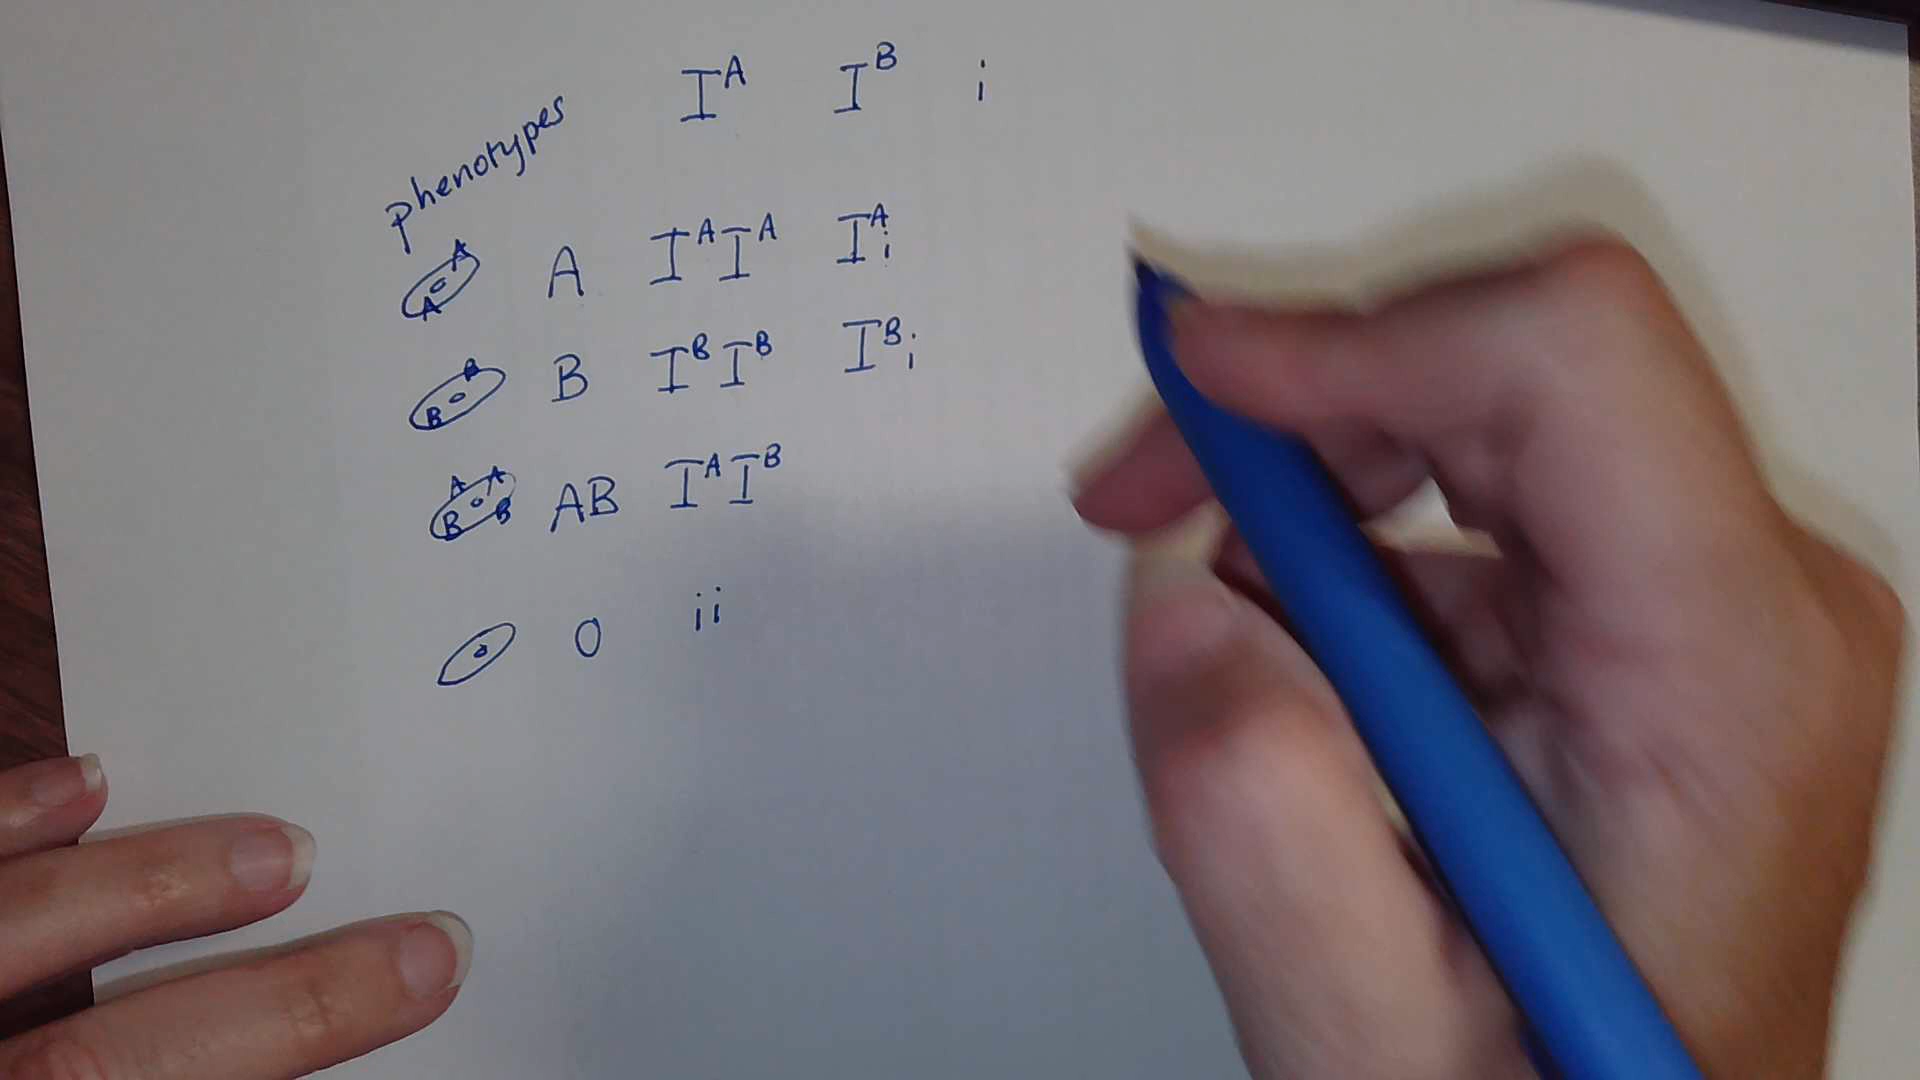 I^A I^B i
phenotypes
A A A I^A I^A I^A i
B B B I^B I^B I^B i
A A B B AB I^A I^B
O ii